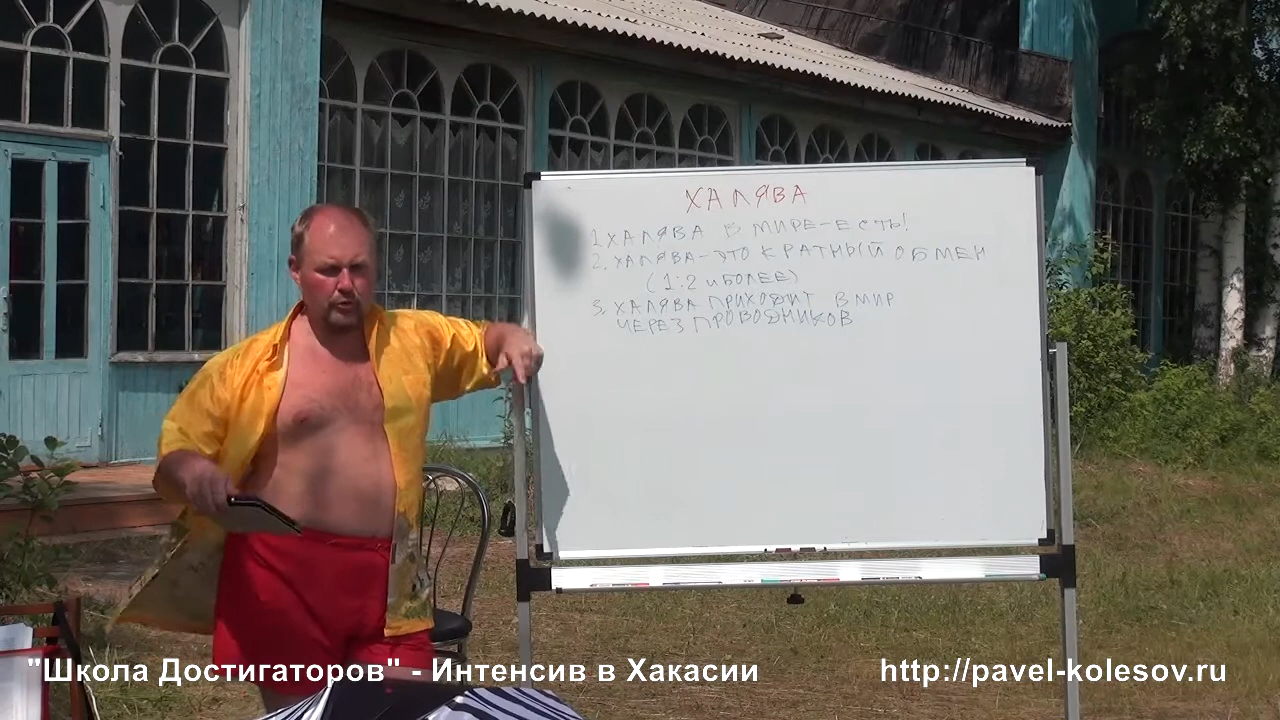 ХАЛЯВА
1. ХАЛЯВА В МИРЕ-ЕСТЬ!
2. ХАЛЯВА-ЭТО КРАТНЫЙ ОБМЕН
(1:2 и БОЛЕЕ)
3. ХАЛЯВА ПРИХОДИТ В МИР
ЧЕРЕЗ ПРОВОДНИКОВ
"Школа Достигаторов" - Интенсив в Хакасии http://pavel-kolesov.ru